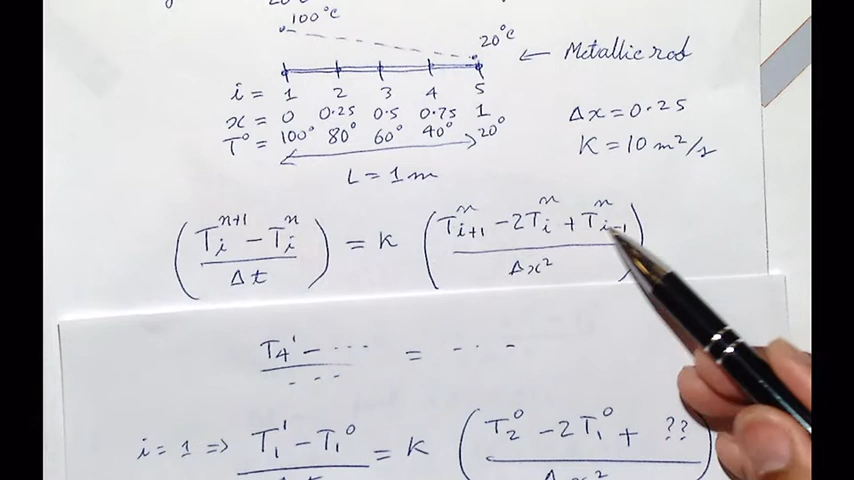 100°C
20°C
← Metallic rod
i = 1 2 3 4 5
x = 0 0.25 0.5 0.75 1
T° = 100° 80° 60° 40° 20°
Δx = 0.25
K = 10 m²/s
L = 1 m
(T_i^{n+1} - T_i^n / Δt) = K (T_{i+1}^n - 2T_i^n + T_{i-1}^n / Δx²)
T_4^1 - ··· / --- = - - -
i = 1 ⇒ T_1^1 - T_1^0 = K (T_2^0 - 2T_1^0 + ??)